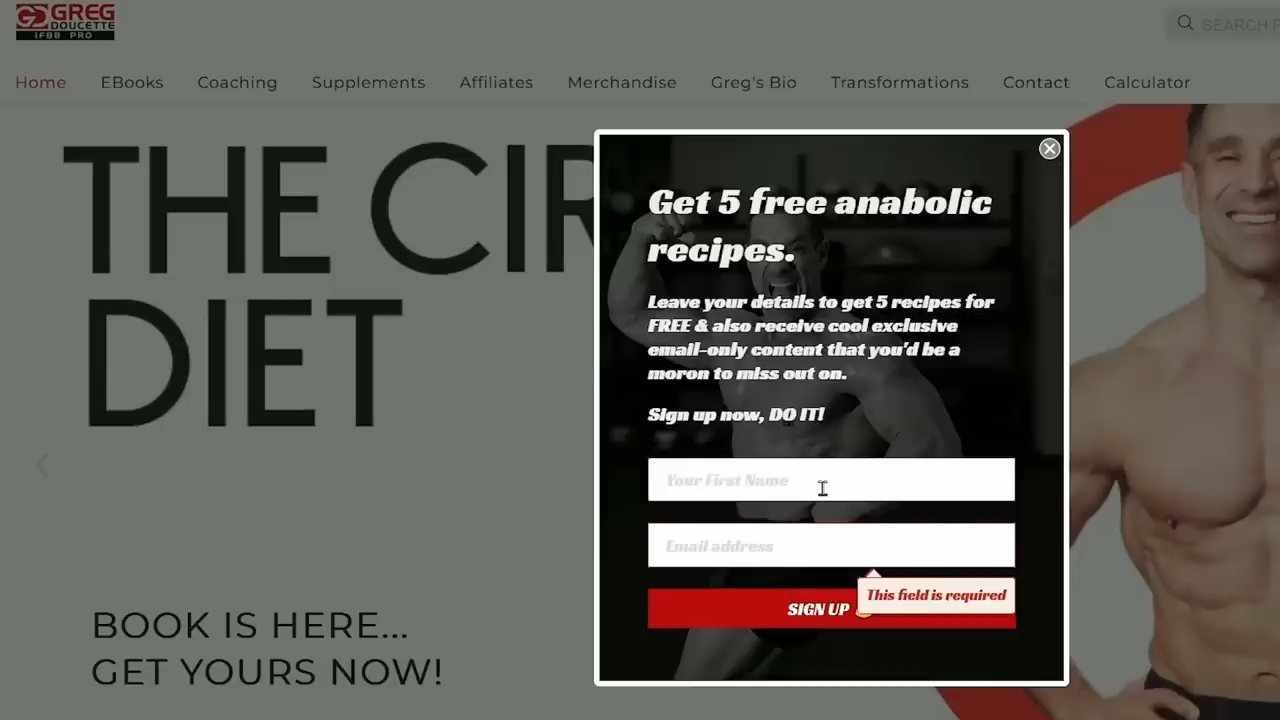 GREG
DOUCETTE
IFBB PRO
SEARCH
Home EBooks Coaching Supplements Affiliates Merchandise Greg's Bio Transformations Contact Calculator
THE CIR
DIET
BOOK IS HERE...
GET YOURS NOW!
Get 5 free anabolic
recipes.
Leave your details to get 5 recipes for
FREE & also receive cool exclusive
email-only content that you'd be a
moron to miss out on.
Sign up now, DO IT!
Your First Name
Email address
This field is required
SIGN UP